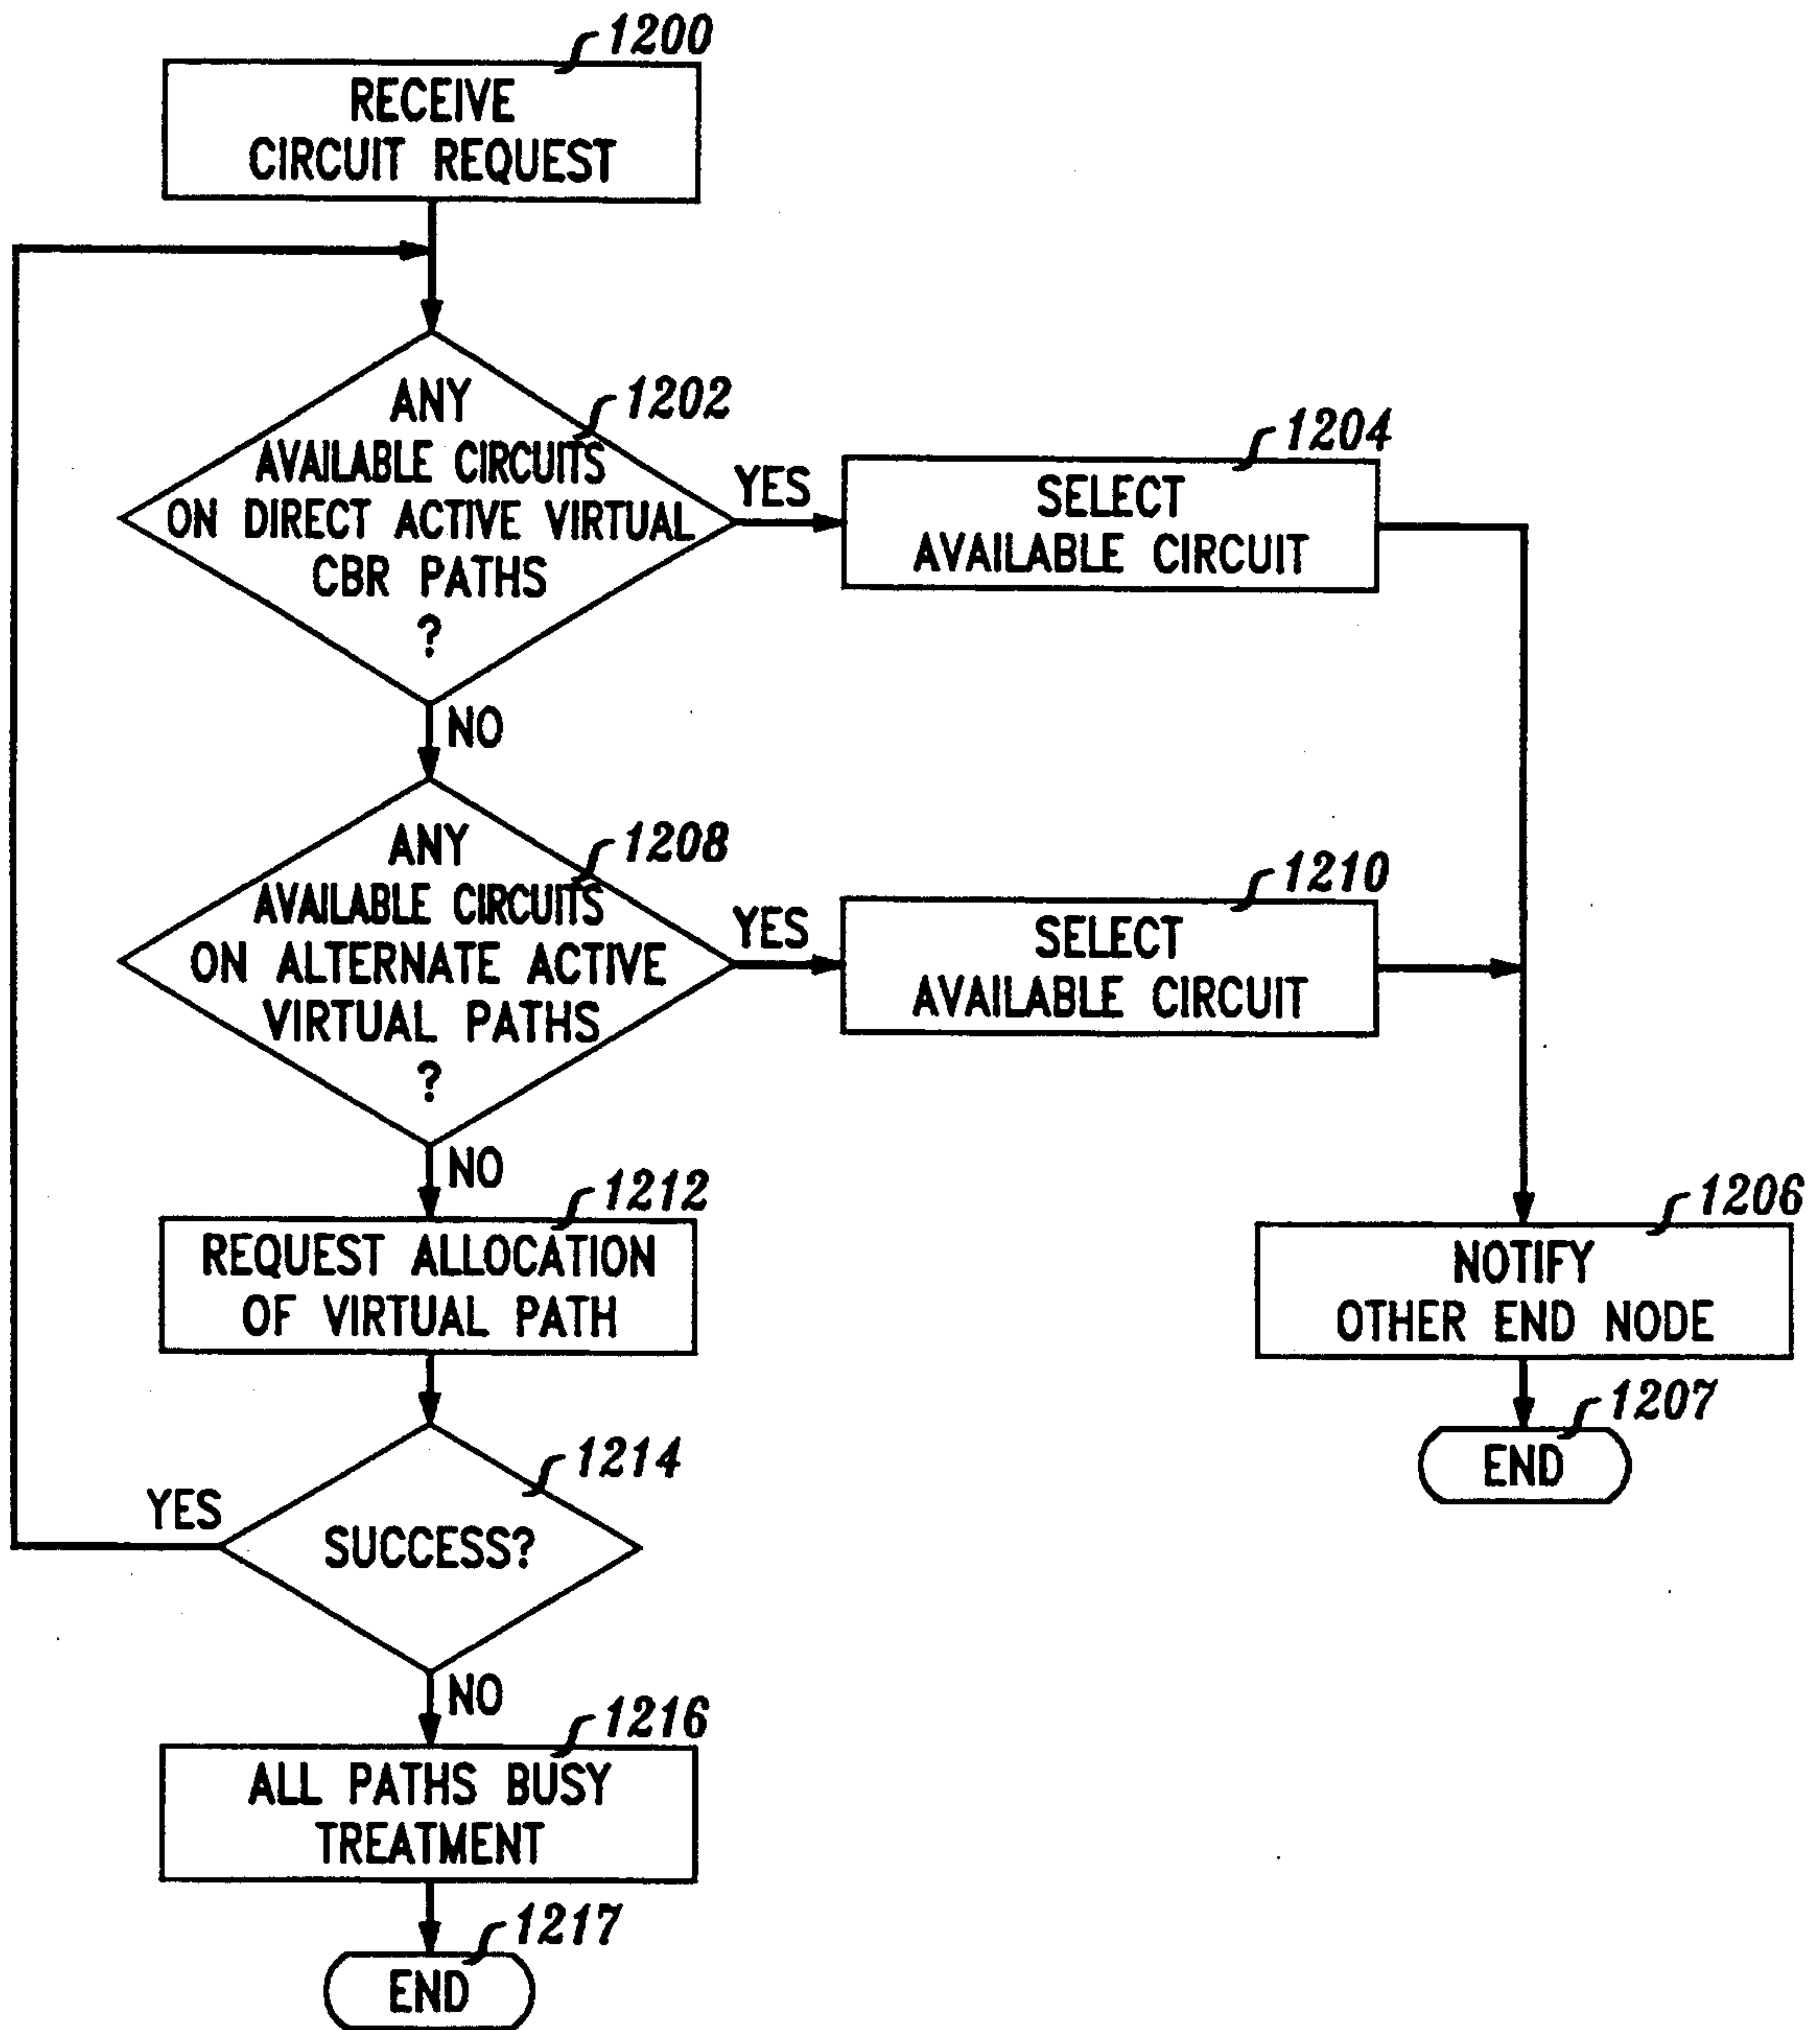 1200
RECEIVE
CIRCUIT REQUEST
1202
ANY
AVAILABLE CIRCUITS
ON DIRECT ACTIVE VIRTUAL
CBR PATHS
?
YES
1204
SELECT
AVAILABLE CIRCUIT
NO
1208
ANY
AVAILABLE CIRCUITS
ON ALTERNATE ACTIVE
VIRTUAL PATHS
?
YES
1210
SELECT
AVAILABLE CIRCUIT
NO
1212
REQUEST ALLOCATION
OF VIRTUAL PATH
1206
NOTIFY
OTHER END NODE
1207
END
1214
SUCCESS?
YES
NO
1216
ALL PATHS BUSY
TREATMENT
1217
END